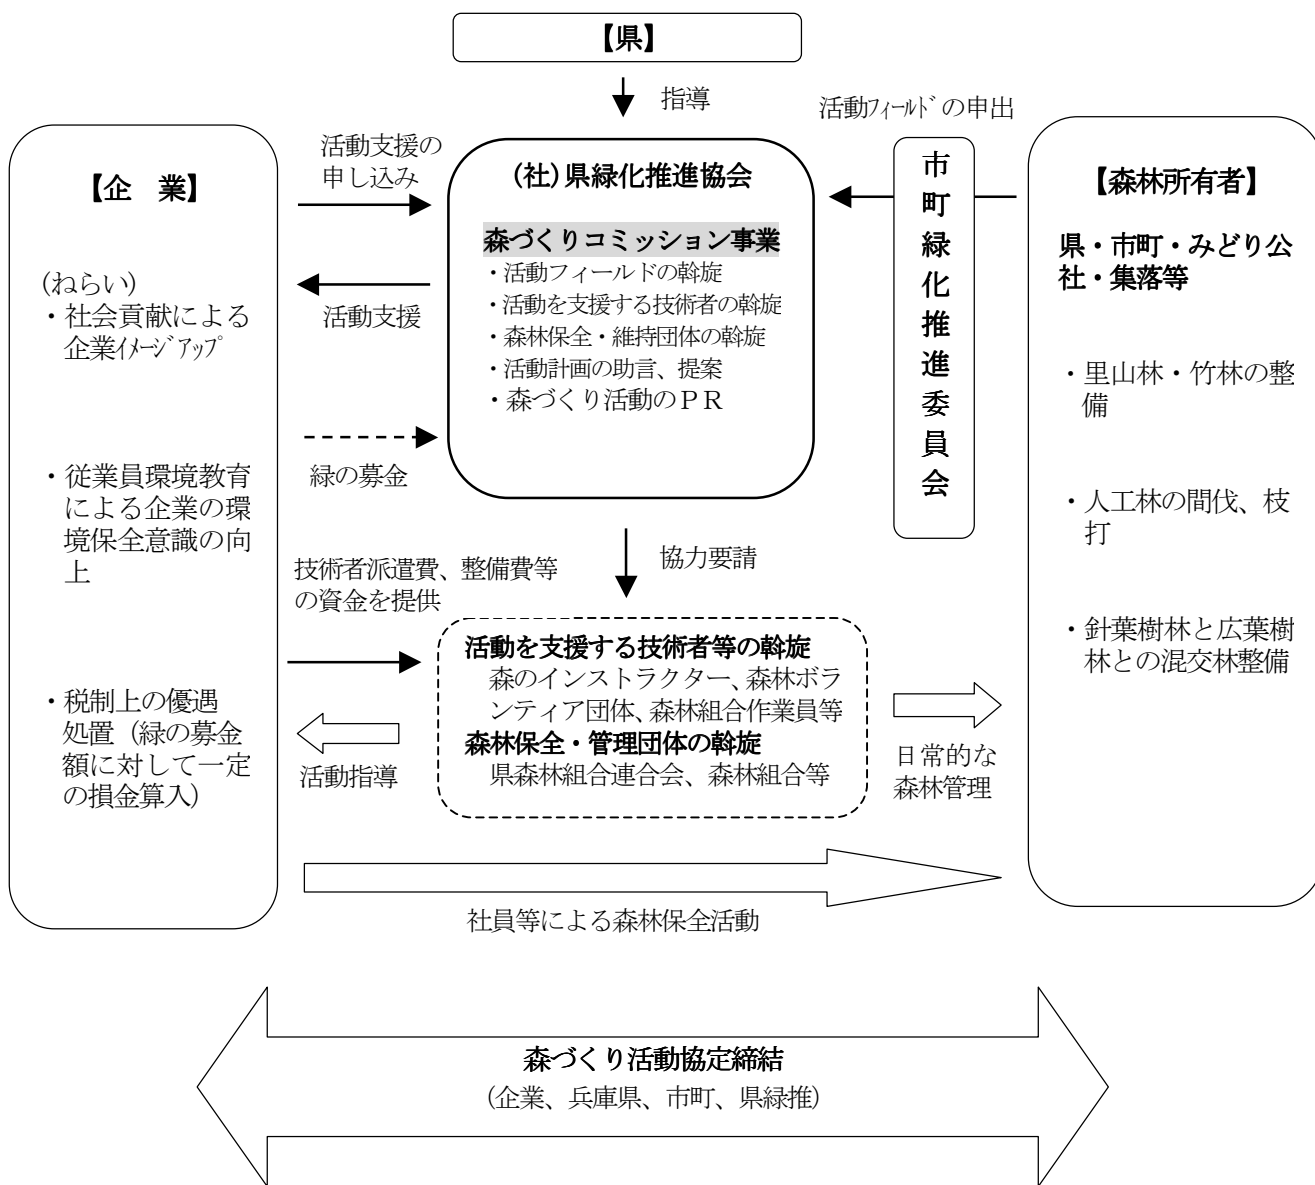 【県】
指導
活動フィールドの申出
【企　業】
(ねらい)
・社会貢献による
企業イメージアップ
・従業員環境教育
による企業の環
境保全意識の向
上
・税制上の優遇
処置（緑の募金
額に対して一定
の損金算入）
活動支援の
申し込み
活動支援
緑の募金
(社)県緑化推進協会
森づくりコミッション事業
・活動フィールドの斡旋
・活動を支援する技術者の斡旋
・森林保全・維持団体の斡旋
・活動計画の助言、提案
・森づくり活動のＰＲ
市町緑化推進委員会
【森林所有者】
県・市町・みどり公
社・集落等
・里山林・竹林の整
備
・人工林の間伐、枝
打
・針葉樹林と広葉樹
林との混交林整備
協力要請
技術者派遣費、整備費等
の資金を提供
活動を支援する技術者等の斡旋
森のインストラクター、森林ボラ
ンティア団体、森林組合作業員等
森林保全・管理団体の斡旋
県森林組合連合会、森林組合等
活動指導
日常的な
森林管理
社員等による森林保全活動
森づくり活動協定締結
(企業、兵庫県、市町、県緑推)